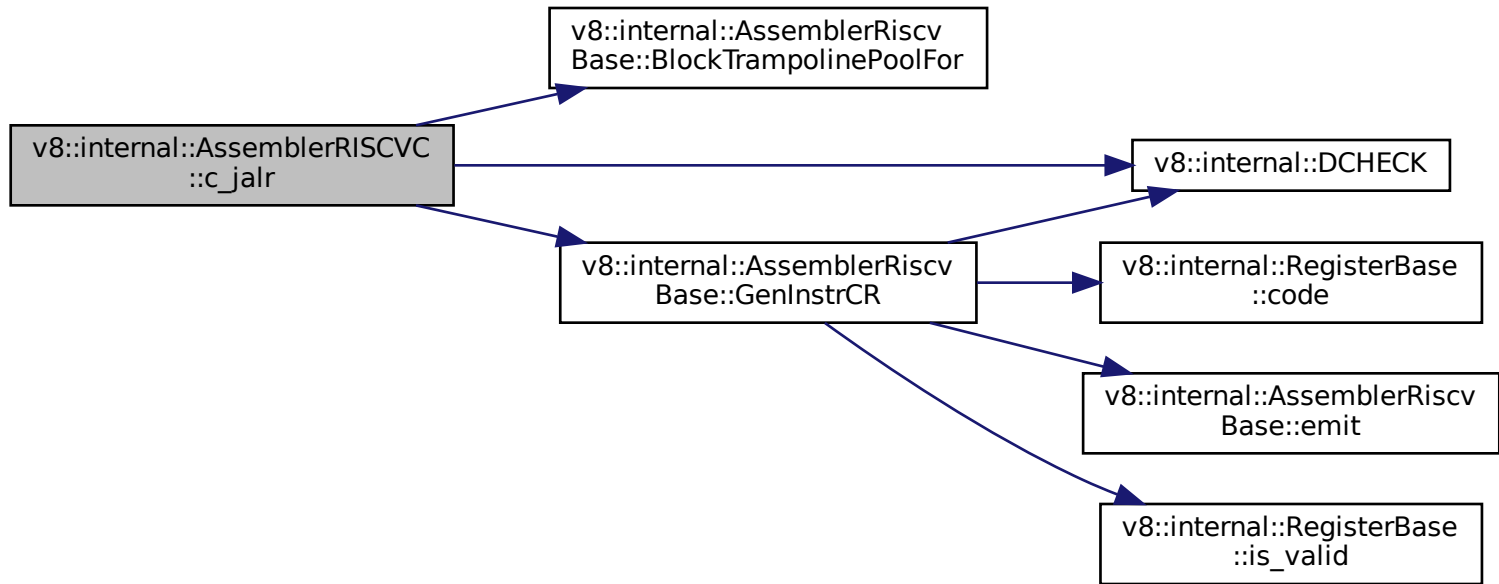 v8::internal::AssemblerRiscv
Base::BlockTrampolinePoolFor
v8::internal::AssemblerRISCVC
::c_jalr
v8::internal::DCHECK
v8::internal::AssemblerRiscv
Base::GenInstrCR
v8::internal::RegisterBase
::code
v8::internal::AssemblerRiscv
Base::emit
v8::internal::RegisterBase
::is_valid